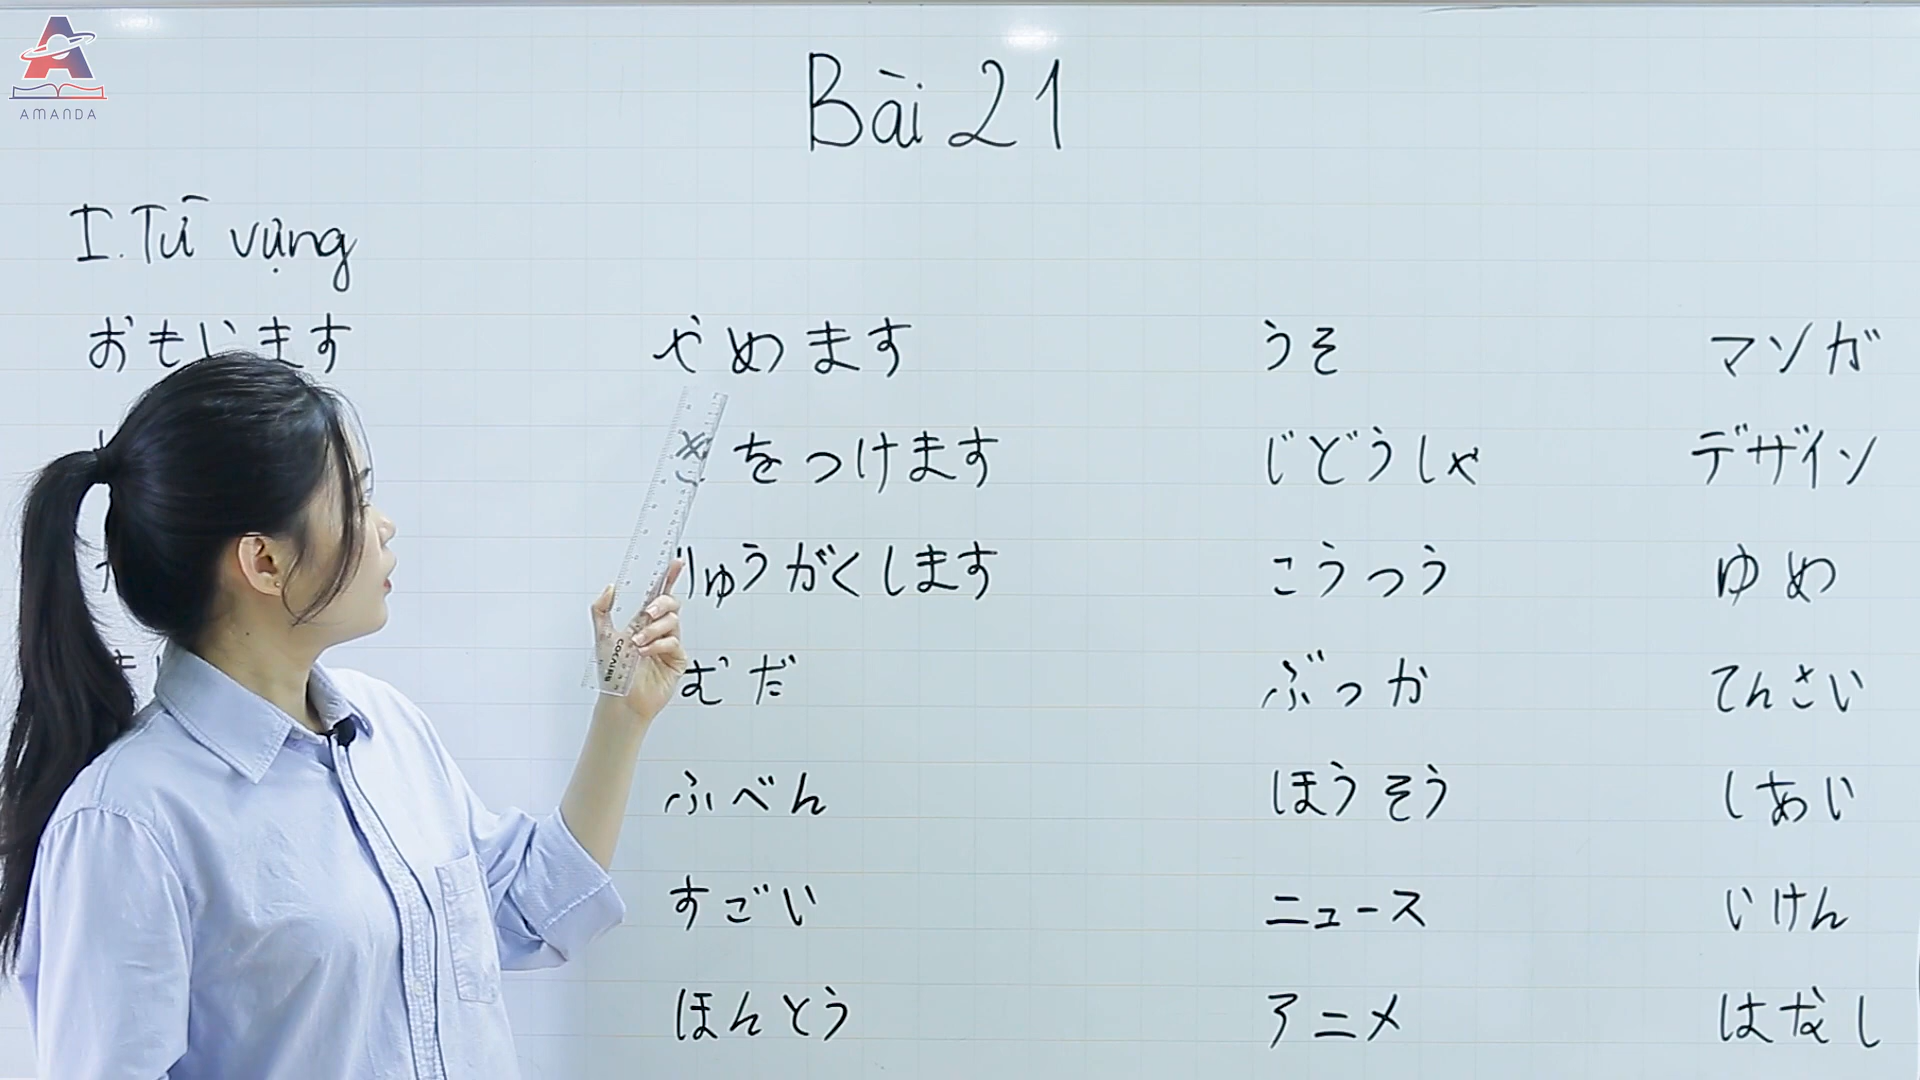 AMANDA
Bài 21
I. Từ vựng
おもいます
やめます
きをつけます
りゅうがくします
むだ
ふべん
すごい
ほんとう
うそ
じどうしゃ
こうつう
ぶっか
ほうそう
ニュース
アニメ
マンガ
デザイン
ゆめ
てんさい
しあい
いけん
はなし